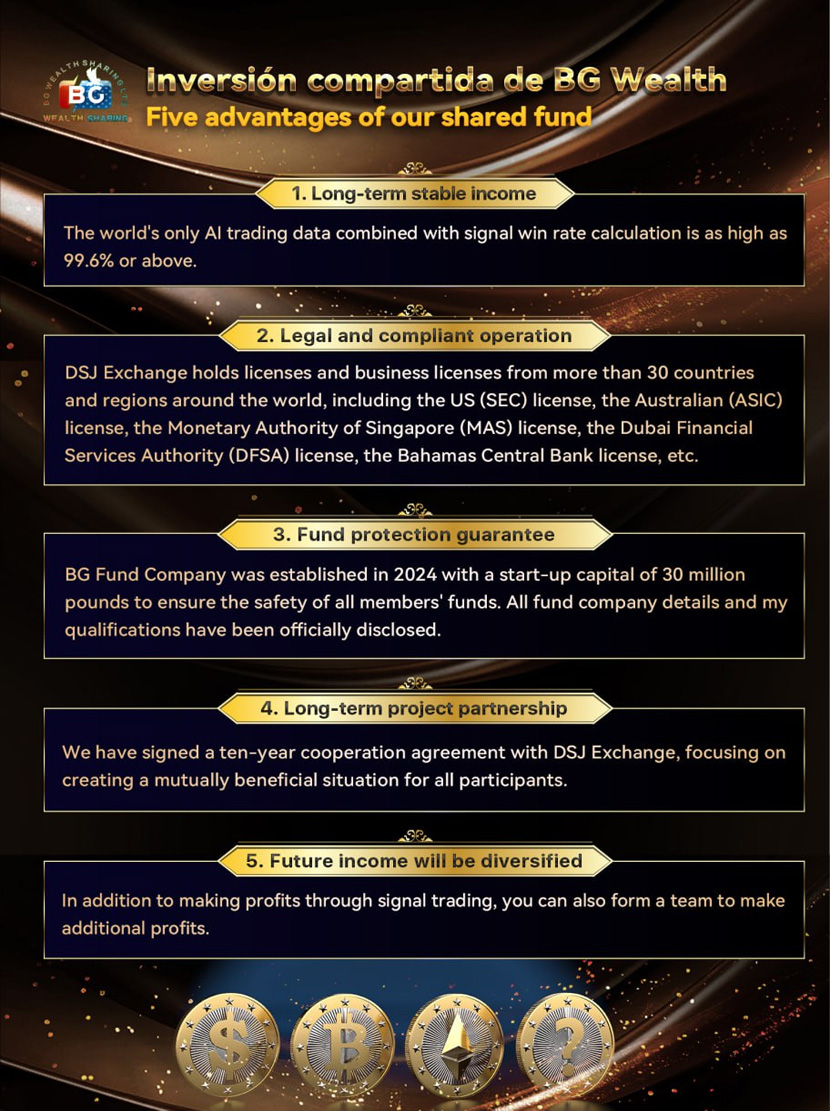 BG WEALTH SHARING LTD
BG
WEALTH SHARING
Inversión compartida de BG Wealth
Five advantages of our shared fund
1. Long-term stable income
The world's only AI trading data combined with signal win rate calculation is as high as
99.6% or above.
2. Legal and compliant operation
DSJ Exchange holds licenses and business licenses from more than 30 countries
and regions around the world, including the US (SEC) license, the Australian (ASIC)
license, the Monetary Authority of Singapore (MAS) license, the Dubai Financial
Services Authority (DFSA) license, the Bahamas Central Bank license, etc.
3. Fund protection guarantee
BG Fund Company was established in 2024 with a start-up capital of 30 million
pounds to ensure the safety of all members' funds. All fund company details and my
qualifications have been officially disclosed.
4. Long-term project partnership
We have signed a ten-year cooperation agreement with DSJ Exchange, focusing on
creating a mutually beneficial situation for all participants.
5. Future income will be diversified
In addition to making profits through signal trading, you can also form a team to make
additional profits.